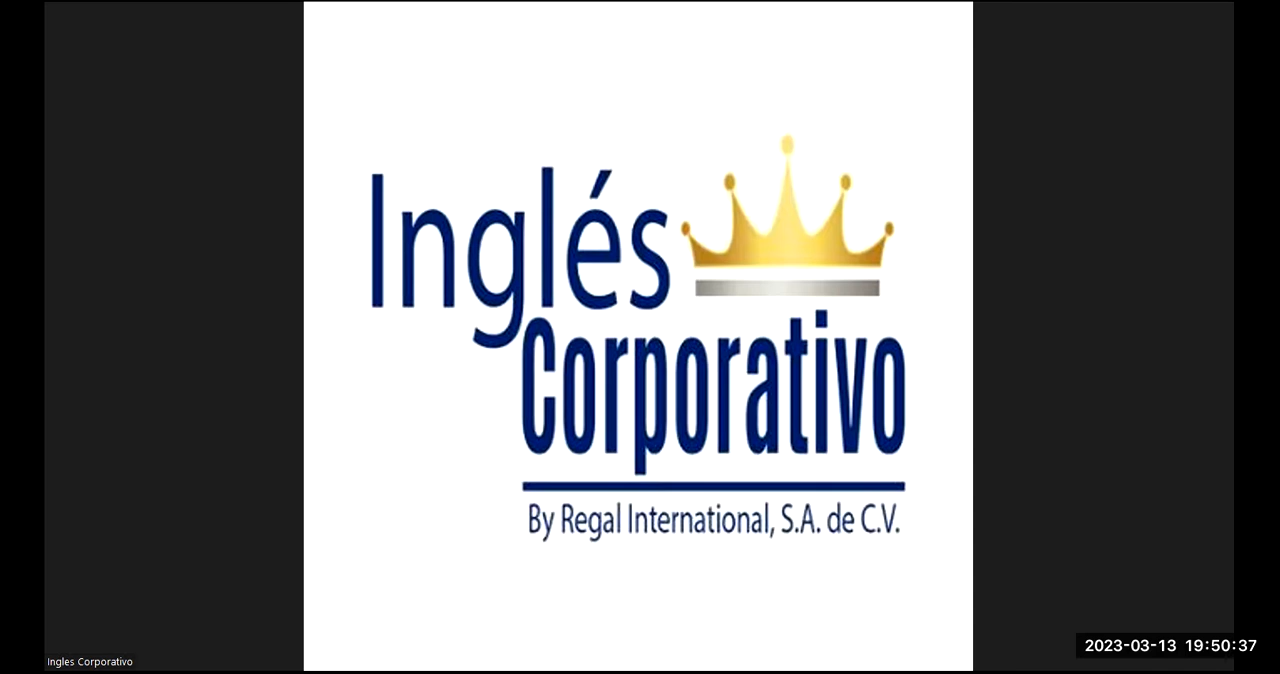 Inglés
Corporativo
By Regal International, S.A. de C.V.
Ingles Corporativo
2023-03-13 19:50:37